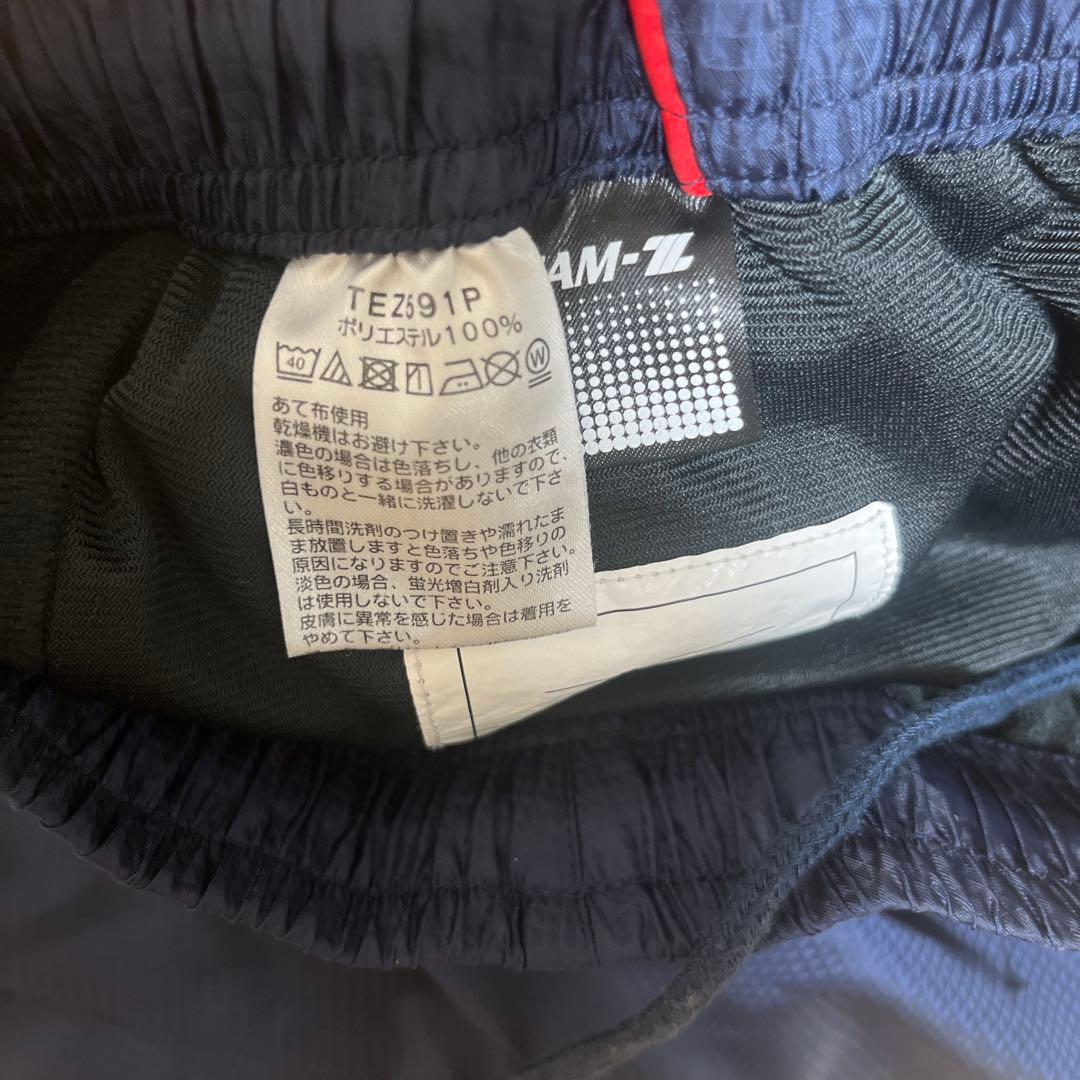 AM-Z
TEZ591P
ポリエステル100%
40
W
あて布使用
乾燥機はお避け下さい。
濃色の場合は色落ちし、他の衣類
に色移りする場合がありますので、
白ものと一緒に洗濯しないで下さ
い。
長時間洗剤のつけ置きや濡れたま
ま放置しますと色落ちや色移りの
原因になりますのでご注意下さい。
淡色の場合、蛍光増白剤入り洗剤
は使用しないで下さい。
皮膚に異常を感じた場合は着用を
やめて下さい。